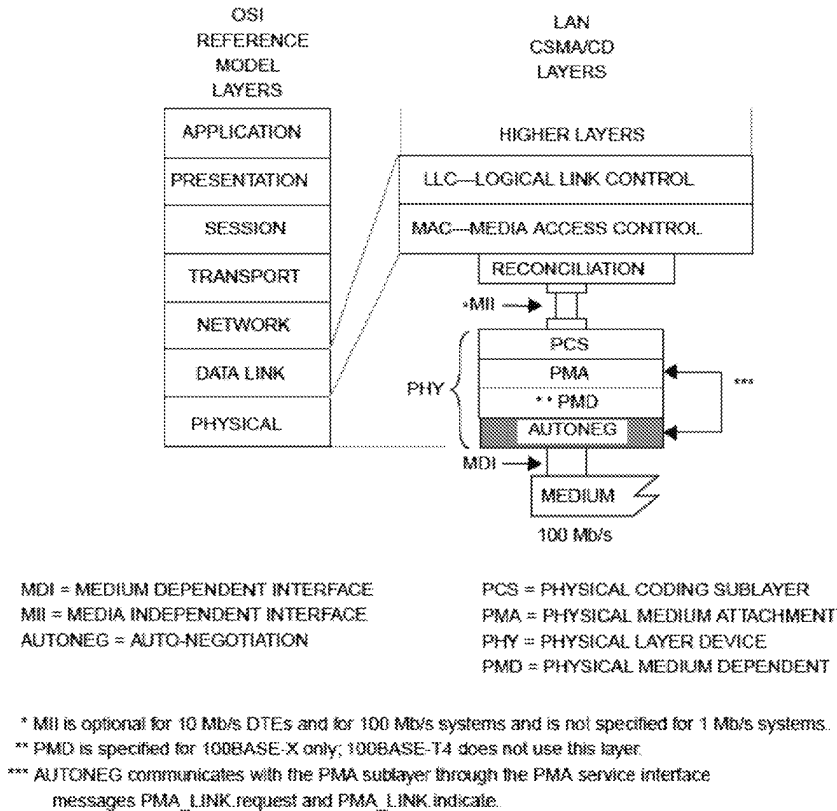 OSI
REFERENCE
MODEL
LAYERS
LAN
CSMA/CD
LAYERS
APPLICATION
PRESENTATION
SESSION
TRANSPORT
NETWORK
DATA LINK
PHYSICAL
HIGHER LAYERS
LLC—LOGICAL LINK CONTROL
MAC—MEDIA ACCESS CONTROL
RECONCILIATION
*MII
PCS
PMA
** PMD
AUTONEG
PHY
***
MDI
MEDIUM
100 Mb/s
MDI = MEDIUM DEPENDENT INTERFACE
MII = MEDIA INDEPENDENT INTERFACE
AUTONEG = AUTO-NEGOTIATION
PCS = PHYSICAL CODING SUBLAYER
PMA = PHYSICAL MEDIUM ATTACHMENT
PHY = PHYSICAL LAYER DEVICE
PMD = PHYSICAL MEDIUM DEPENDENT
* MII is optional for 10 Mb/s DTEs and for 100 Mb/s systems and is not specified for 1 Mb/s systems.
** PMD is specified for 100BASE-X only; 100BASE-T4 does not use this layer.
*** AUTONEG communicates with the PMA sublayer through the PMA service interface
messages PMA_LINK.request and PMA_LINK.indicate.